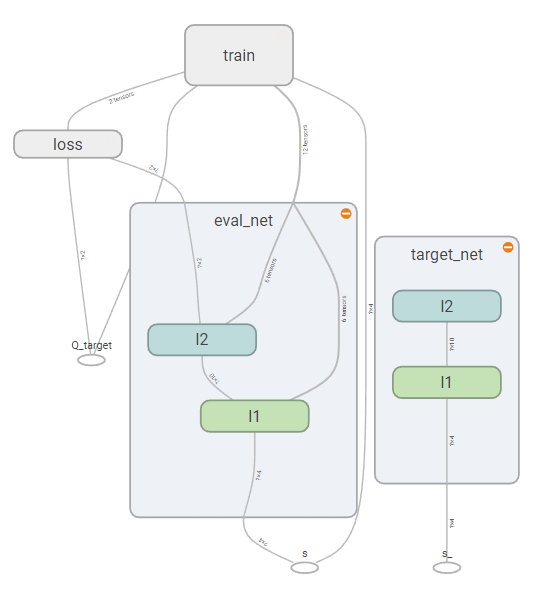 train
2 tensors
12 tensors
loss
?×2
eval_net
target_net
?×2
?×2
6 tensors
6 tensors
?×4
l2
l2
Q_target
?×10
?×10
l1
l1
?×4
?×4
?×4
?×4
s
s_